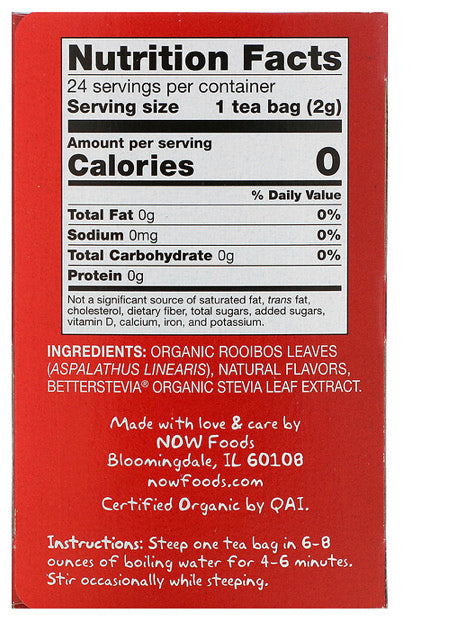 Nutrition Facts
24 servings per container
Serving size 1 tea bag (2g)
Amount per serving
Calories 0
% Daily Value
Total Fat 0g 0%
Sodium 0mg 0%
Total Carbohydrate 0g 0%
Protein 0g
Not a significant source of saturated fat, trans fat,
cholesterol, dietary fiber, total sugars, added sugars,
vitamin D, calcium, iron, and potassium.
INGREDIENTS: ORGANIC ROOIBOS LEAVES
(ASPALATHUS LINEARIS), NATURAL FLAVORS,
BETTERSTEVIA® ORGANIC STEVIA LEAF EXTRACT.
Made with love & care by
NOW Foods
Bloomingdale, IL 60108
nowfoods.com
Certified Organic by QAI.
Instructions: Steep one tea bag in 6-8
ounces of boiling water for 4-6 minutes.
Stir occasionally while steeping.